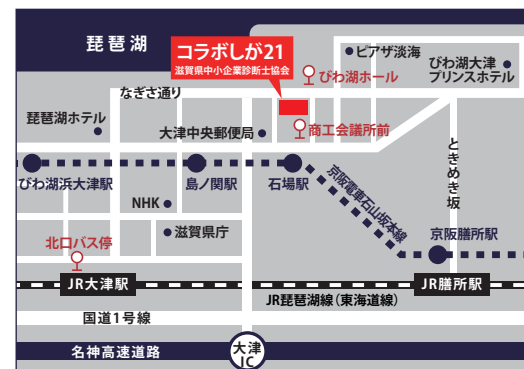 琵琶湖
コラボしが21
滋賀県中小企業診断士協会
ピアザ淡海
びわ湖ホール
びわ湖大津
プリンスホテル
なぎさ通り
琵琶湖ホテル
大津中央郵便局
商工会議所前
ときめき坂
びわ湖浜大津駅
島ノ関駅
石場駅
京阪電車石山坂本線
NHK
滋賀県庁
京阪膳所駅
北口バス停
JR大津駅
JR膳所駅
JR琵琶湖線（東海道線）
国道1号線
名神高速道路
大津
IC